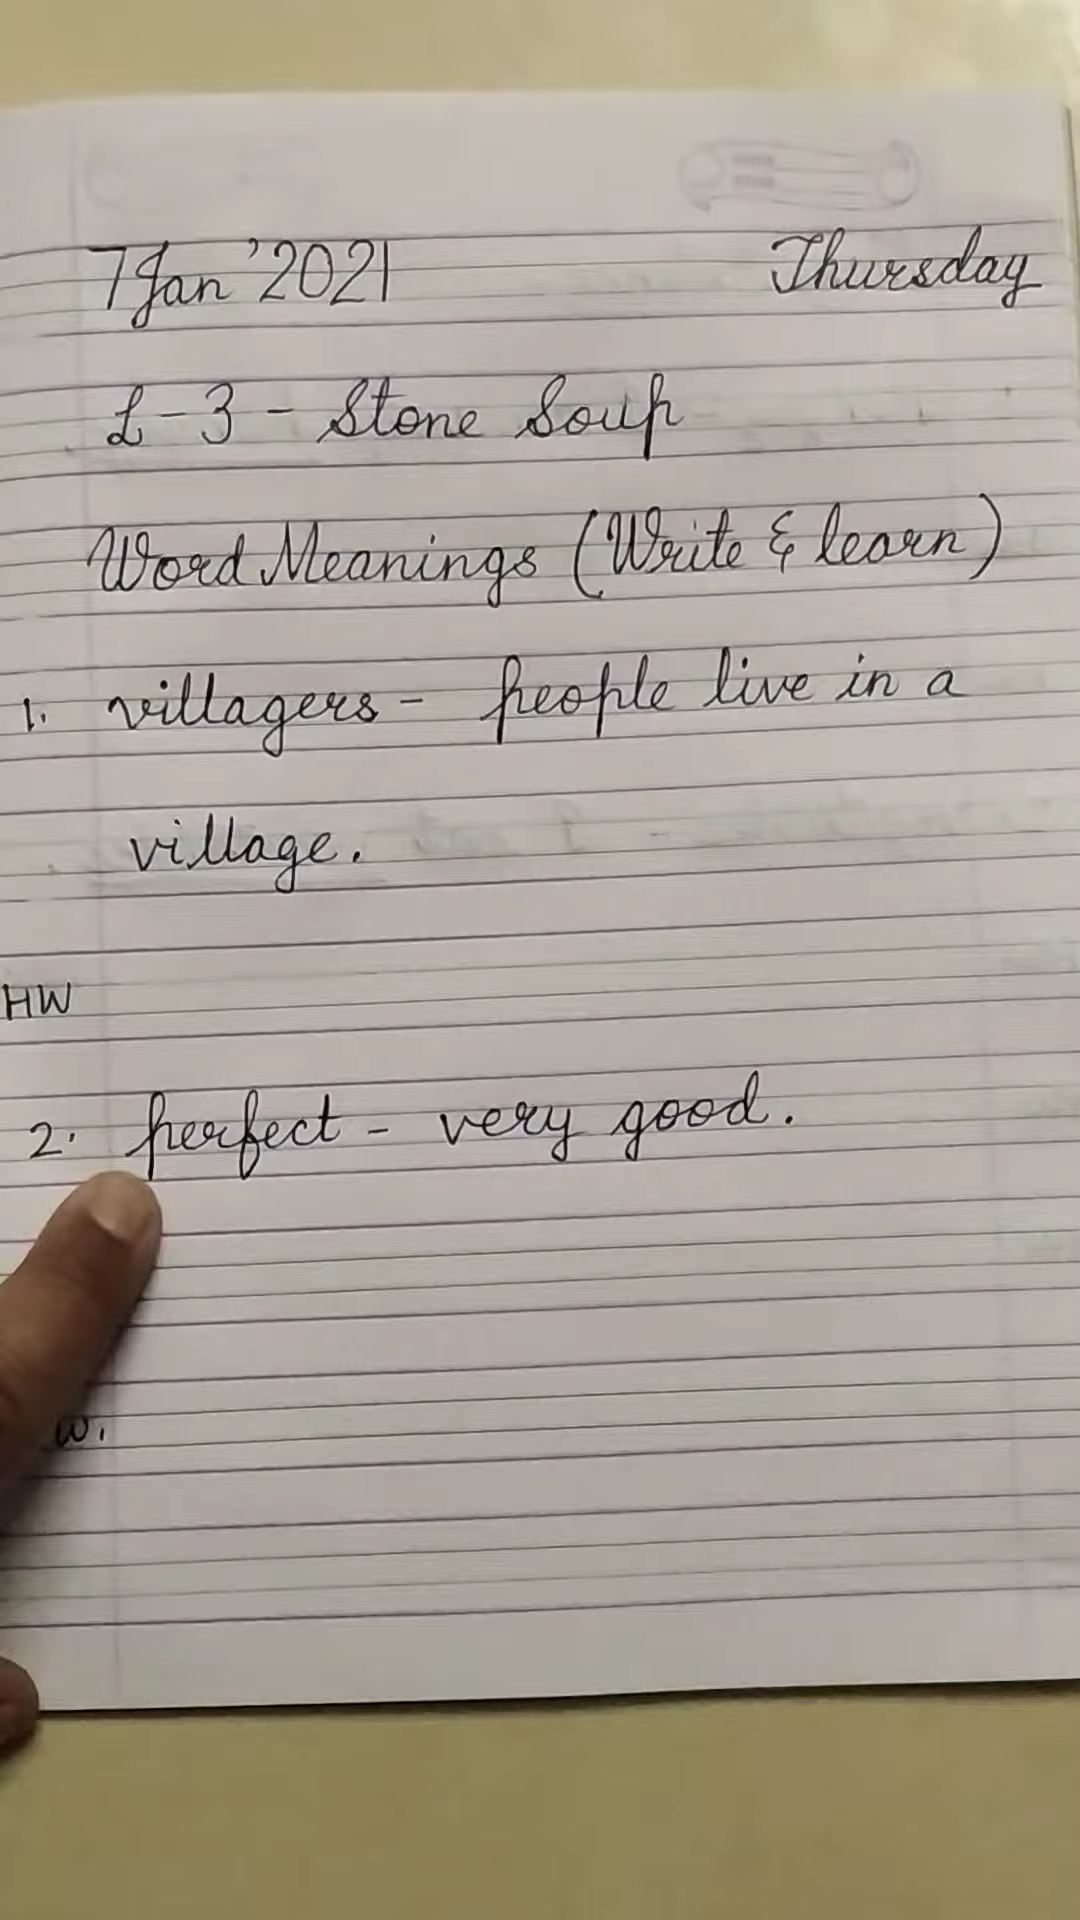 7 Jan '2021 Thursday
L-3 - Stone Soup
Word Meanings (Write & learn)
1. villagers - people live in a
village.
HW
2. perfect - very good.
w.